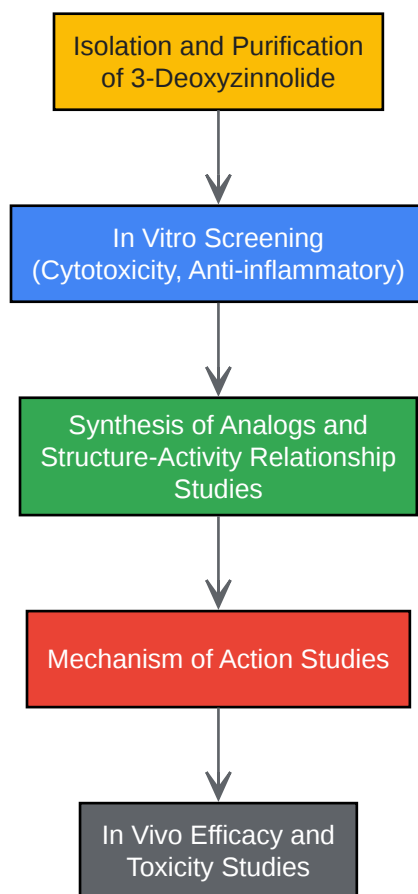 Isolation and Purification
of 3-Deoxyzinnolide
In Vitro Screening
(Cytotoxicity, Anti-inflammatory)
Synthesis of Analogs and
Structure-Activity Relationship
Studies
Mechanism of Action Studies
In Vivo Efficacy and
Toxicity Studies